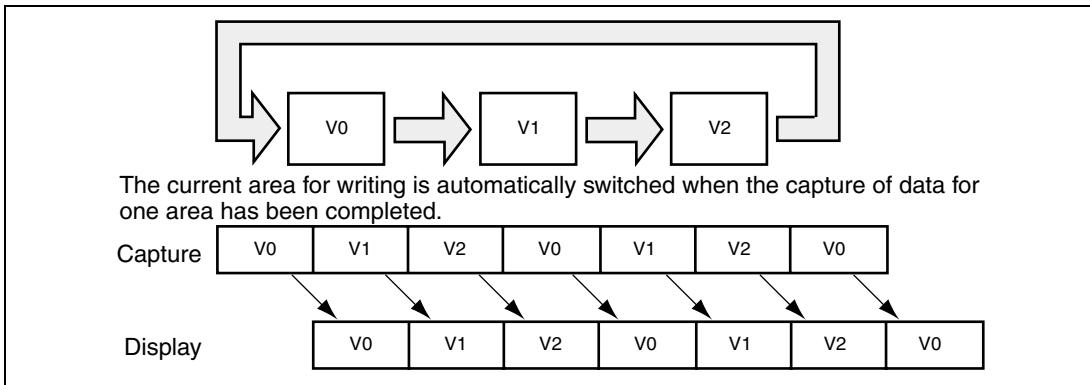 V0 V1 V2
The current area for writing is automatically switched when the capture of data for
one area has been completed.
Capture V0 V1 V2 V0 V1 V2 V0
Display V0 V1 V2 V0 V1 V2 V0